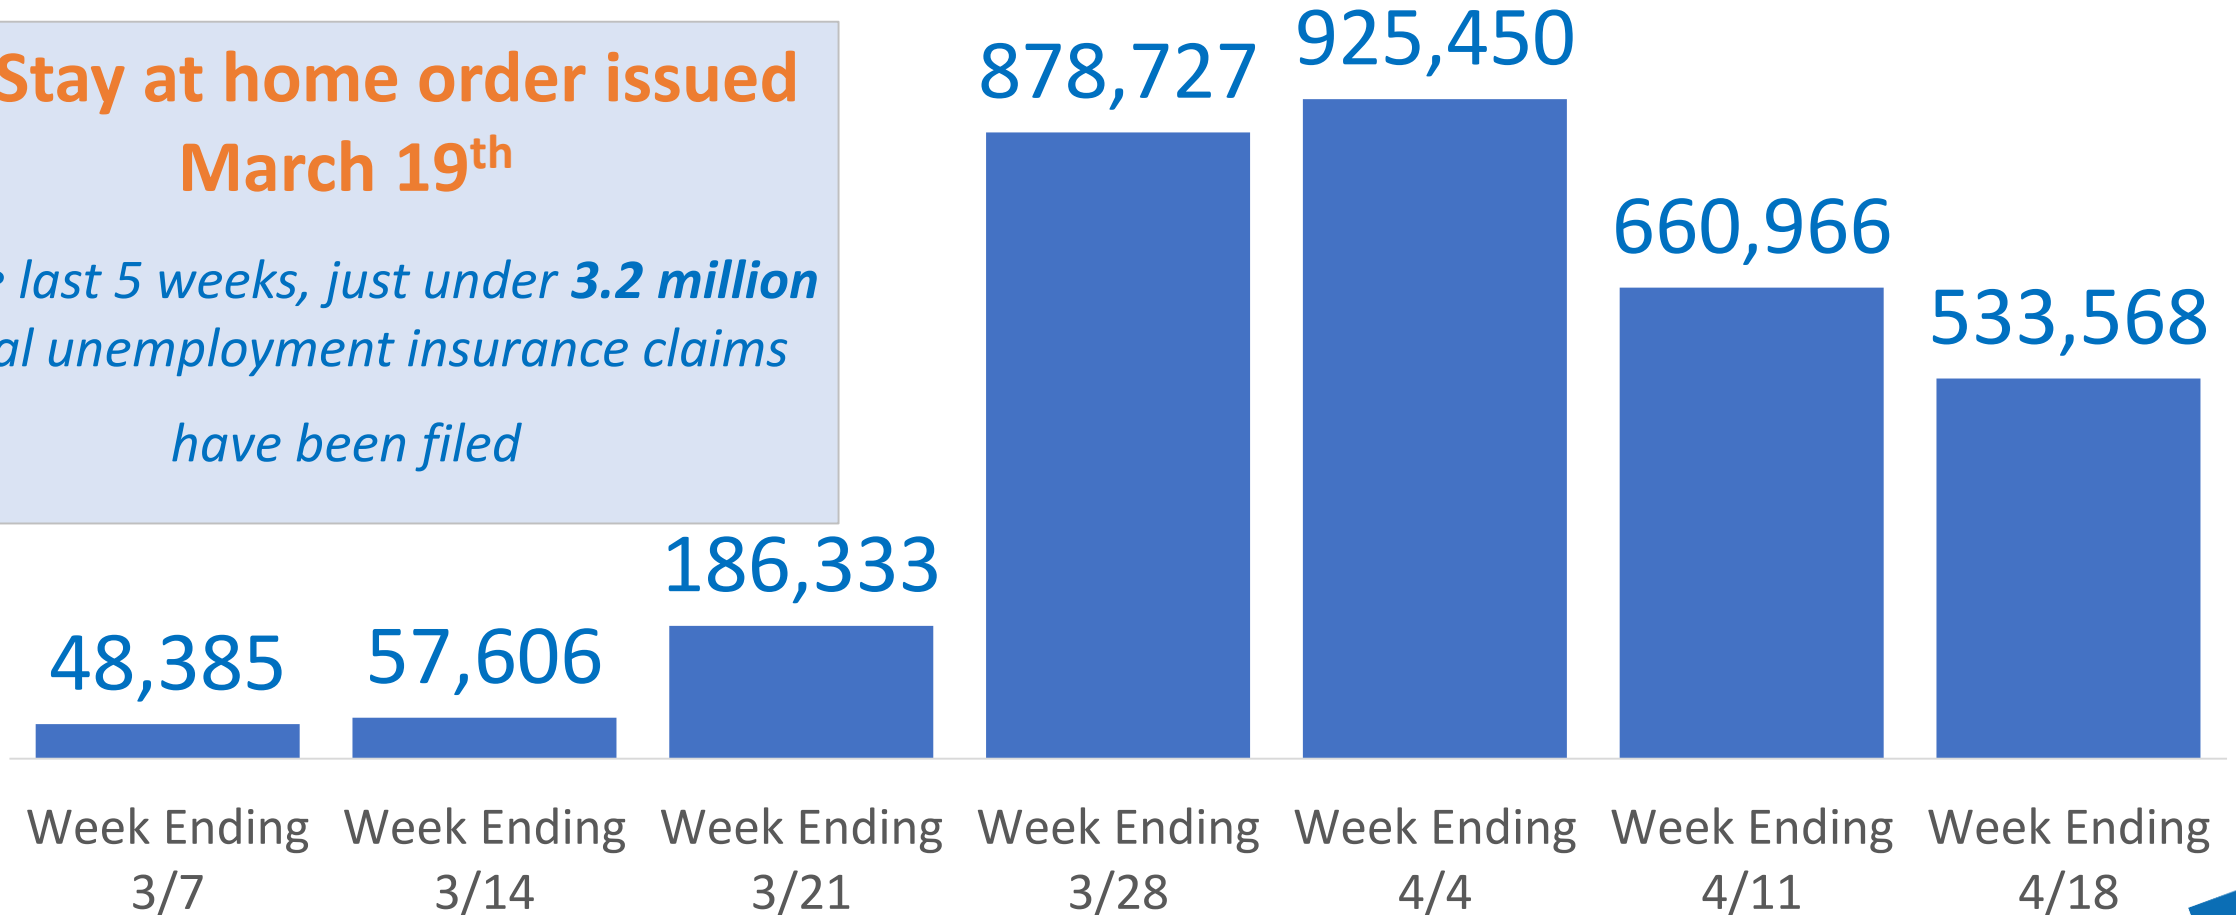 Stay at home order issued
March 19th
last 5 weeks, just under 3.2 million
unemployment insurance claims
have been filed
878,727
925,450
660,966
533,568
186,333
48,385
57,606
Week Ending
3/7
Week Ending
3/14
Week Ending
3/21
Week Ending
3/28
Week Ending
4/4
Week Ending
4/11
Week Ending
4/18